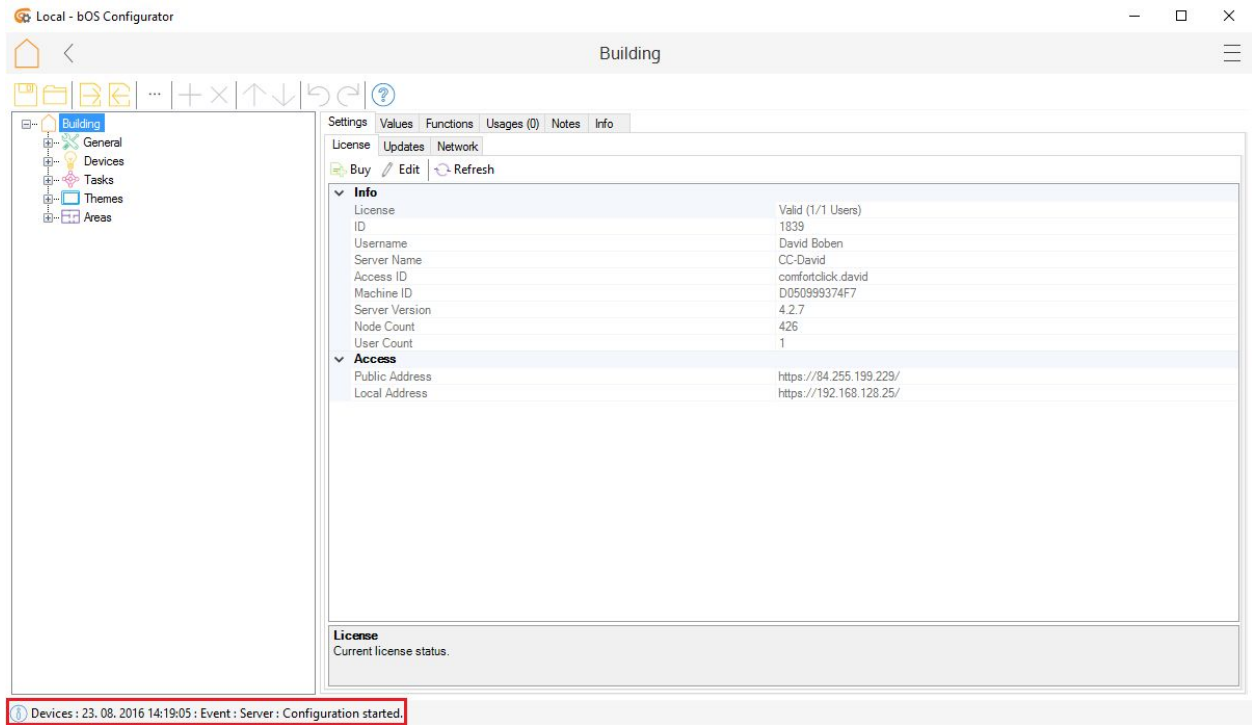 Local - bOS Configurator
Building
Building
General
Devices
Tasks
Themes
Areas
Settings Values Functions Usages (0) Notes Info
License Updates Network
Buy Edit Refresh
Info
License Valid (1/1 Users)
ID 1839
Username David Boben
Server Name CC-David
Access ID comfortclick.david
Machine ID D050999374F7
Server Version 4.2.7
Node Count 426
User Count 1
Access
Public Address https://84.255.199.229/
Local Address https://192.168.128.25/
License
Current license status.
Devices : 23. 08. 2016 14:19:05 : Event : Server : Configuration started.